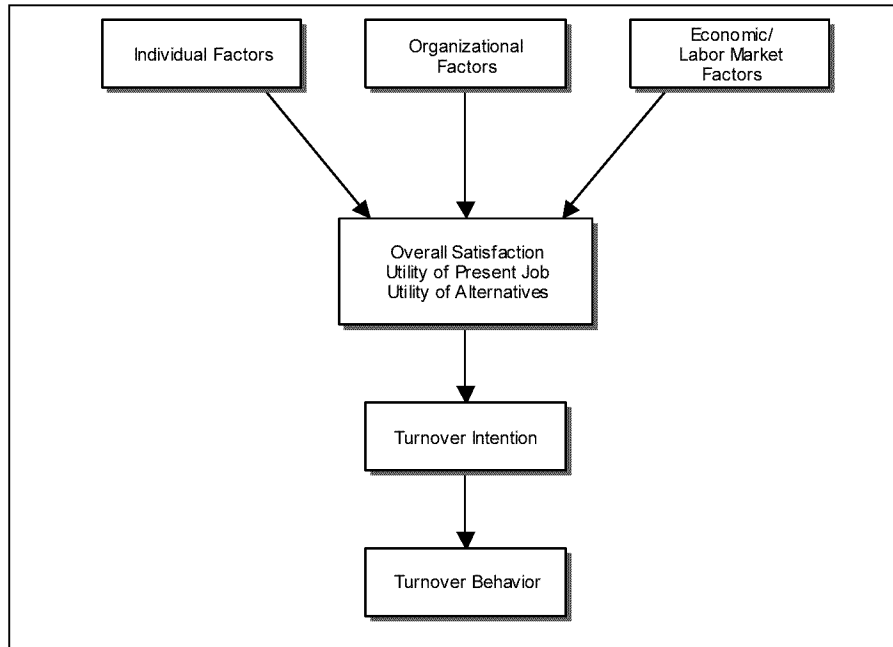 Individual Factors
Organizational
Factors
Economic/
Labor Market
Factors
Overall Satisfaction
Utility of Present Job
Utility of Alternatives
Turnover Intention
Turnover Behavior